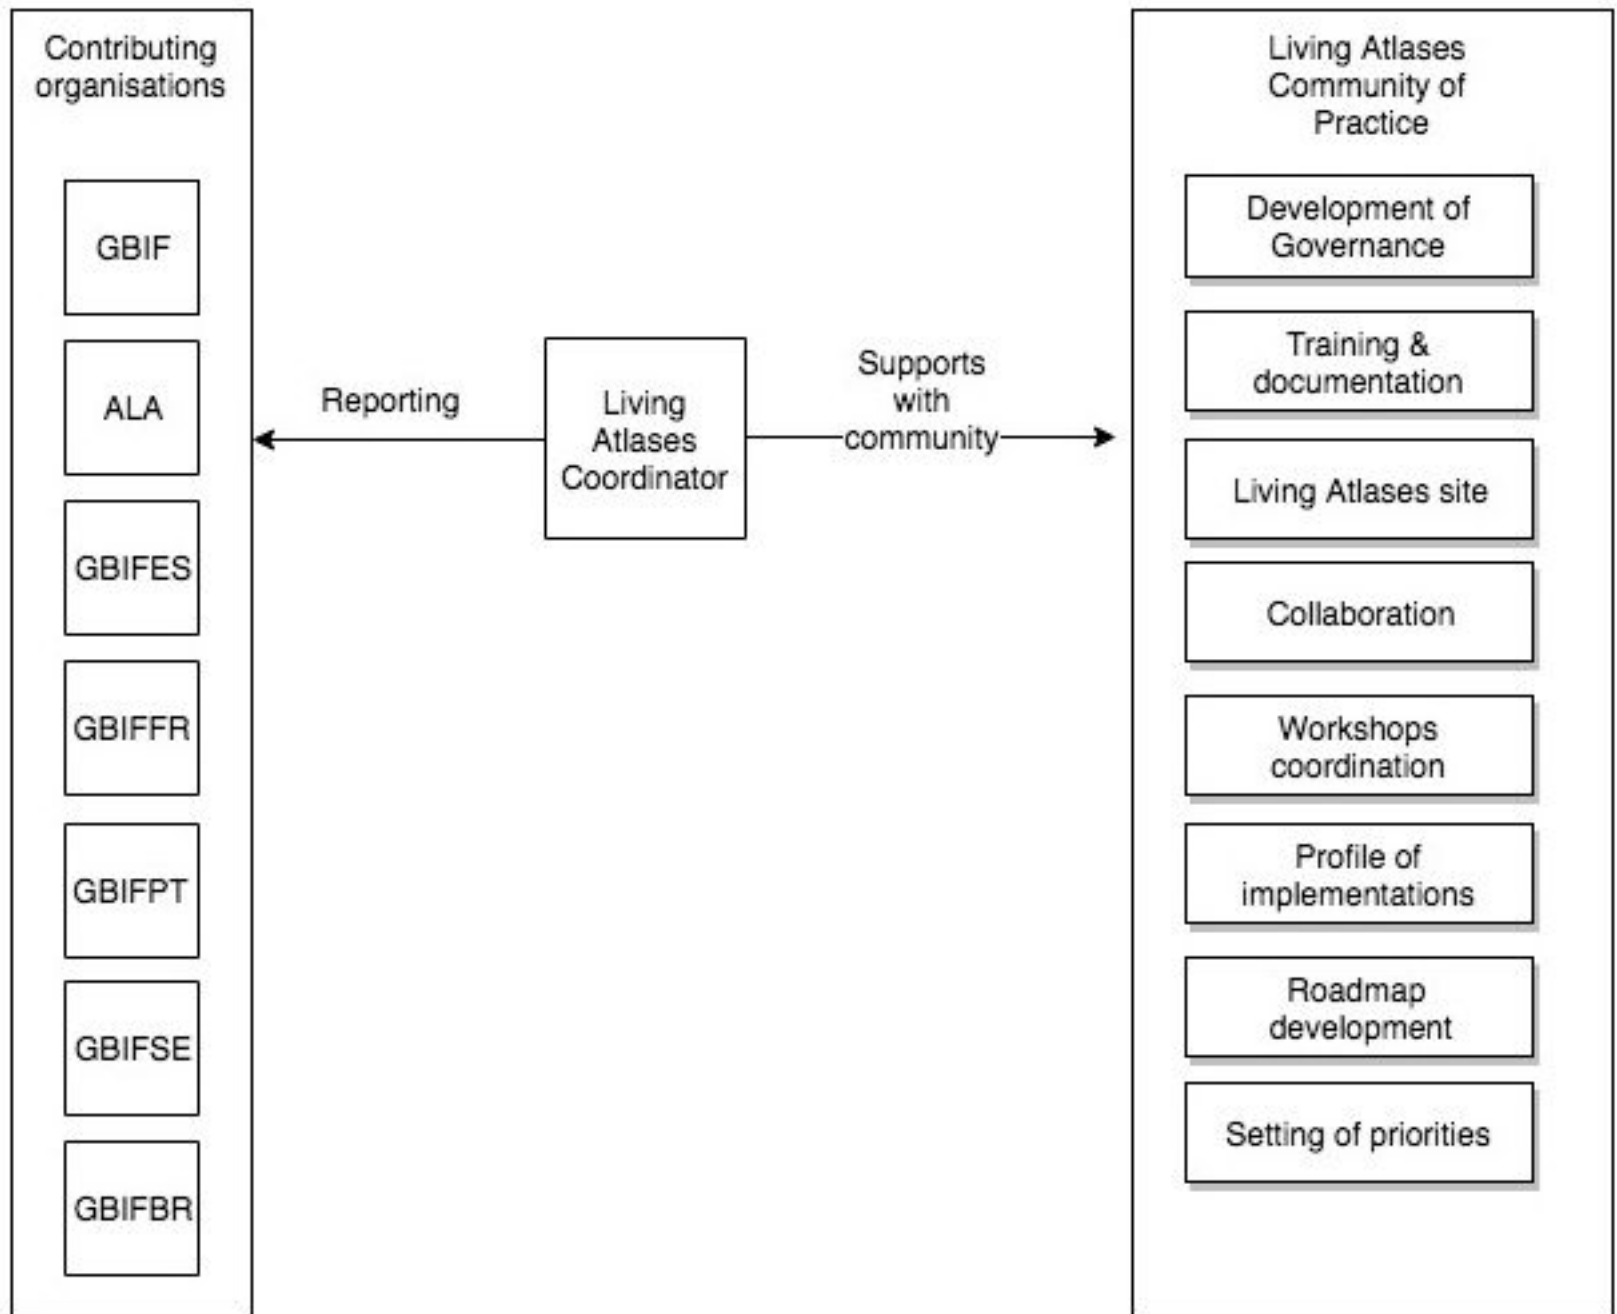 Contributing
organisations
GBIF
ALA
GBIFES
GBIFFR
GBIFPT
GBIFSE
GBIFBR
Reporting
Living
Atlases
Coordinator
Supports
with
community
Living Atlases
Community of
Practice
Development of
Governance
Training &
documentation
Living Atlases site
Collaboration
Workshops
coordination
Profile of
implementations
Roadmap
development
Setting of priorities